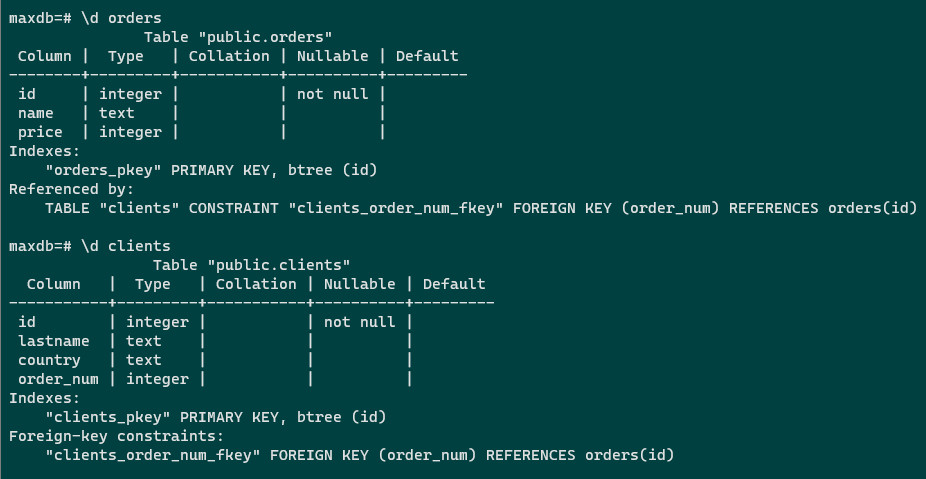 maxdb=# \d orders
               Table "public.orders"
 Column |  Type   | Collation | Nullable | Default
--------+---------+-----------+----------+---------
 id     | integer |           | not null |
 name   | text    |           |          |
 price  | integer |           |          |
Indexes:
    "orders_pkey" PRIMARY KEY, btree (id)
Referenced by:
    TABLE "clients" CONSTRAINT "clients_order_num_fkey" FOREIGN KEY (order_num) REFERENCES orders(id)

maxdb=# \d clients
                Table "public.clients"
  Column   |  Type   | Collation | Nullable | Default
-----------+---------+-----------+----------+---------
 id        | integer |           | not null |
 lastname  | text    |           |          |
 country   | text    |           |          |
 order_num | integer |           |          |
Indexes:
    "clients_pkey" PRIMARY KEY, btree (id)
Foreign-key constraints:
    "clients_order_num_fkey" FOREIGN KEY (order_num) REFERENCES orders(id)